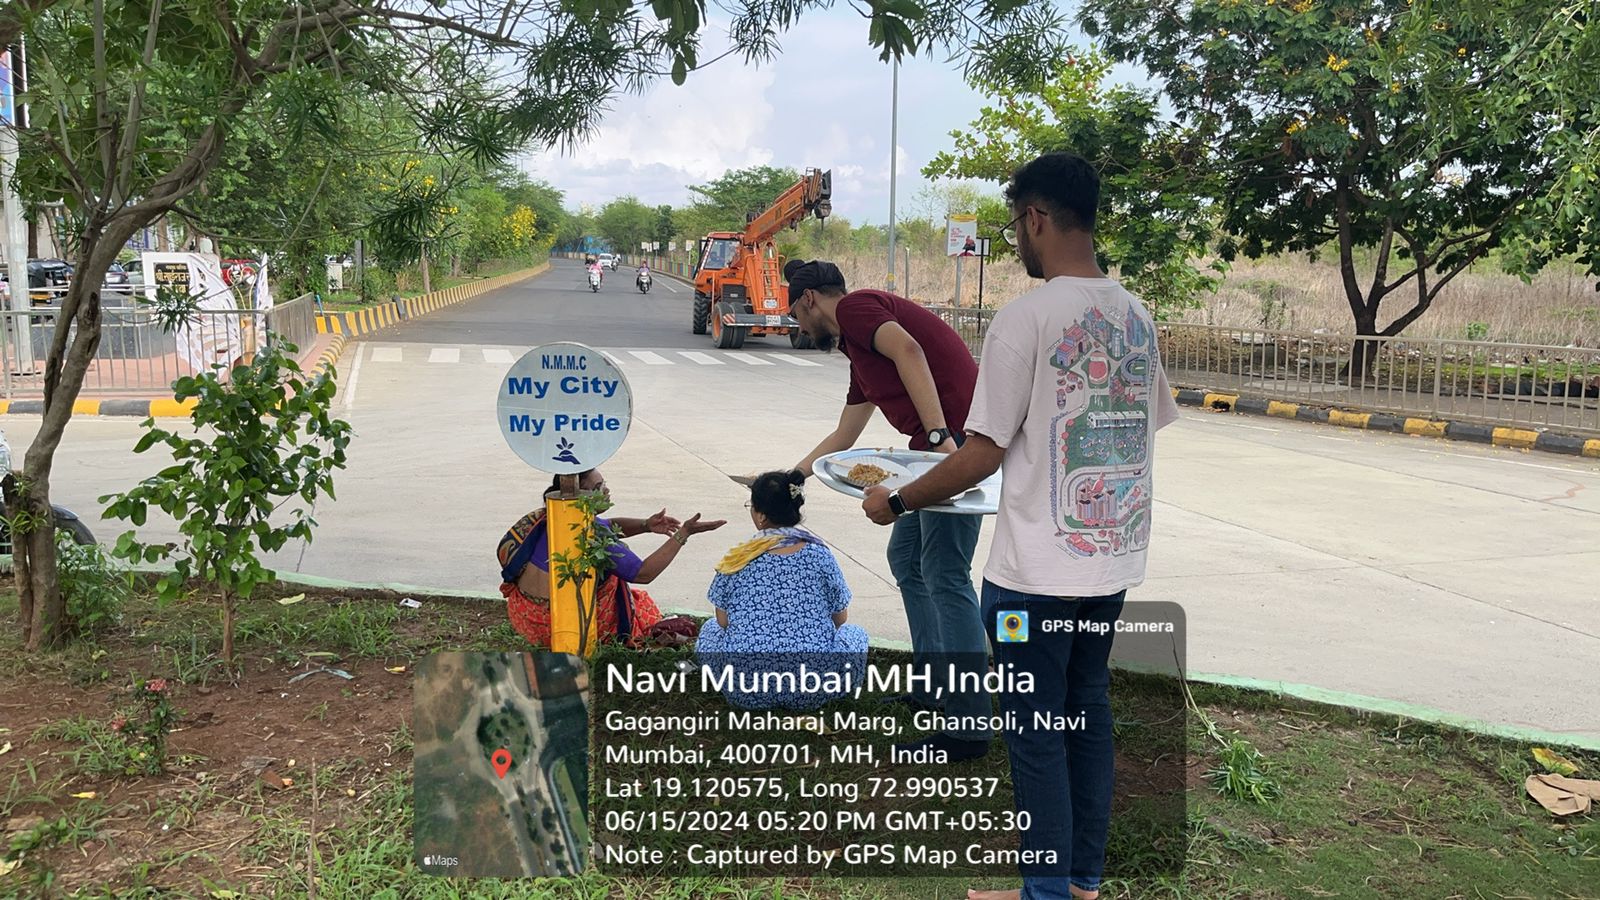 N.M.M.C
My City
My Pride
GPS Map Camera
Navi Mumbai,MH,India
Gagangiri Maharaj Marg, Ghansoli, Navi
Mumbai, 400701, MH, India
Lat 19.120575, Long 72.990537
06/15/2024 05:20 PM GMT+05:30
Note : Captured by GPS Map Camera
Maps